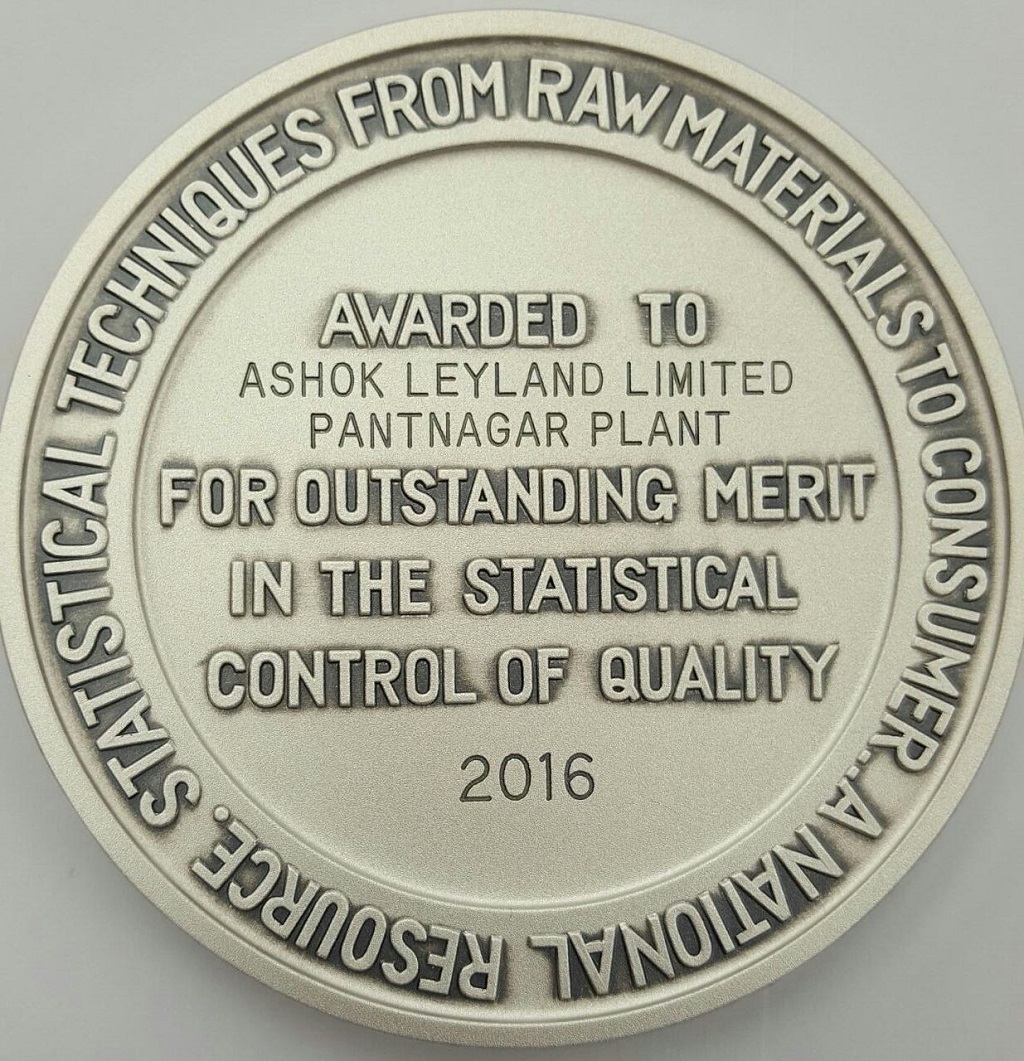 STATISTICAL TECHNIQUES FROM RAW MATERIALS TO CONSUMER...A NATIONAL RESOURCE.
AWARDED TO
ASHOK LEYLAND LIMITED
PANTNAGAR PLANT
FOR OUTSTANDING MERIT
IN THE STATISTICAL
CONTROL OF QUALITY
2016